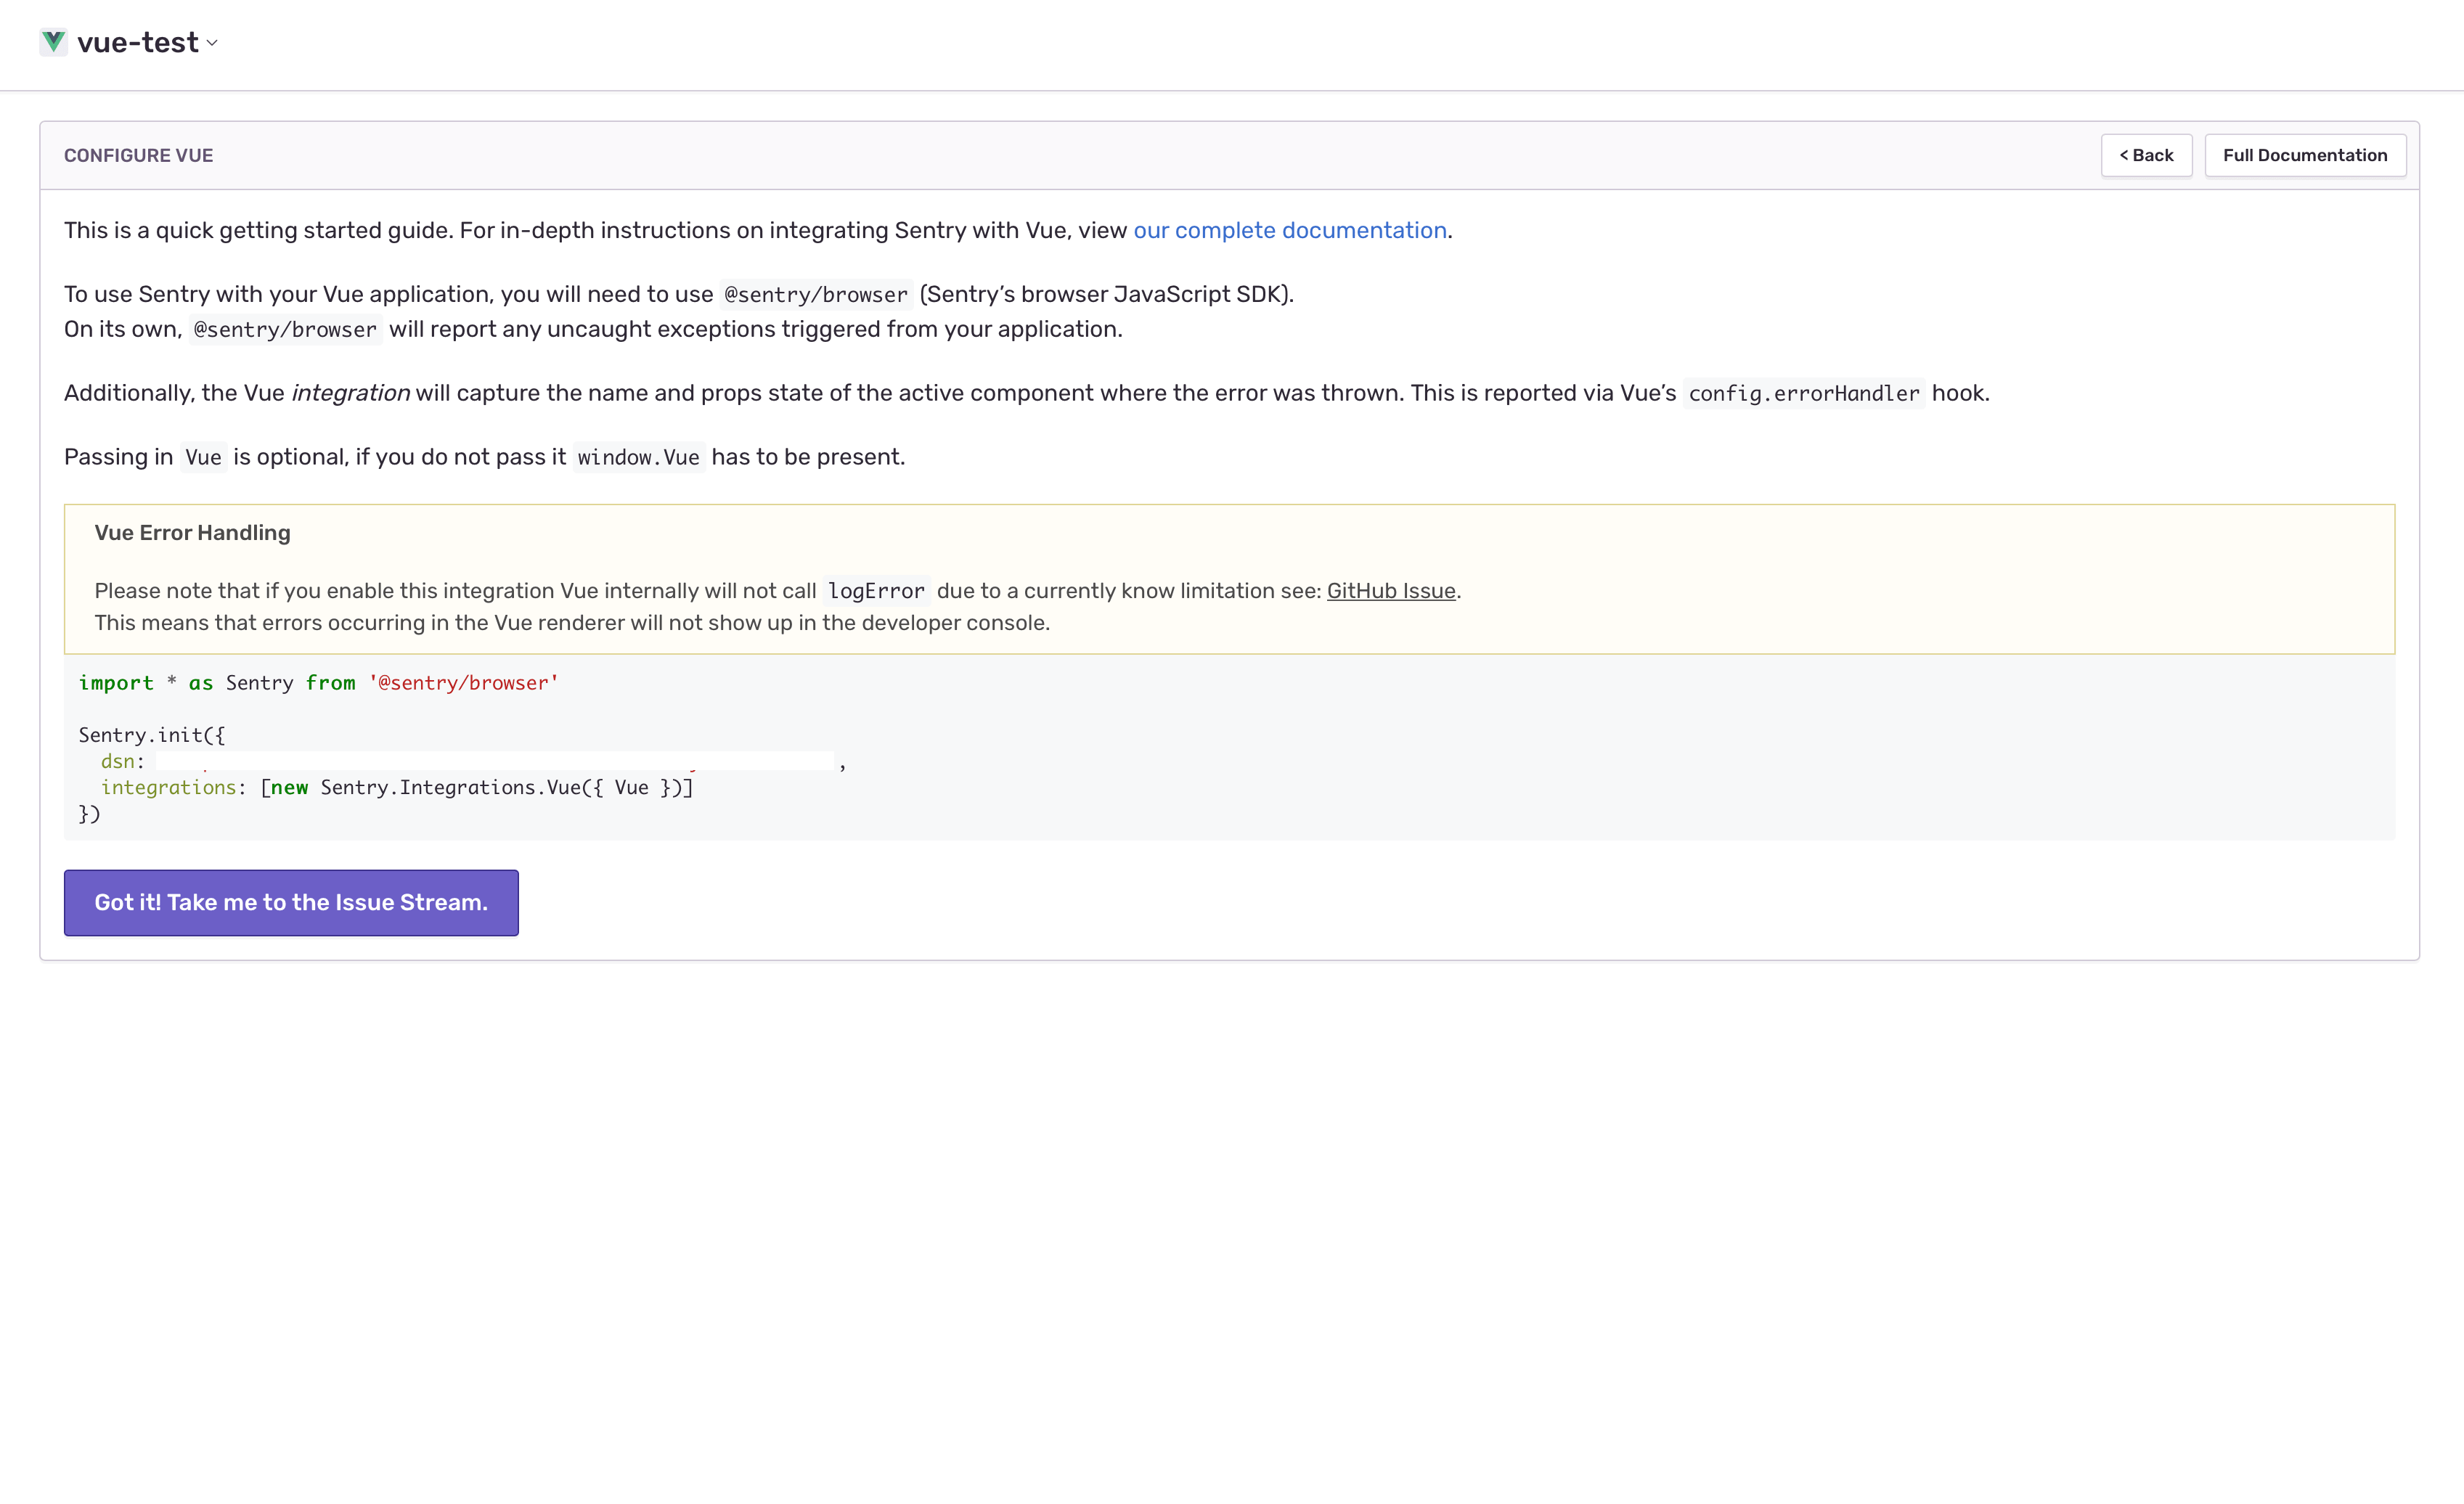 vue-test
CONFIGURE VUE
< Back
Full Documentation
This is a quick getting started guide. For in-depth instructions on integrating Sentry with Vue, view our complete documentation.
To use Sentry with your Vue application, you will need to use @sentry/browser (Sentry’s browser JavaScript SDK).
On its own, @sentry/browser will report any uncaught exceptions triggered from your application.
Additionally, the Vue integration will capture the name and props state of the active component where the error was thrown. This is reported via Vue’s config.errorHandler hook.
Passing in Vue is optional, if you do not pass it window.Vue has to be present.
Vue Error Handling
Please note that if you enable this integration Vue internally will not call logError due to a currently know limitation see: GitHub Issue.
This means that errors occurring in the Vue renderer will not show up in the developer console.
import * as Sentry from '@sentry/browser'
Sentry.init({
dsn: ,
integrations: [new Sentry.Integrations.Vue({ Vue })]
})
Got it! Take me to the Issue Stream.